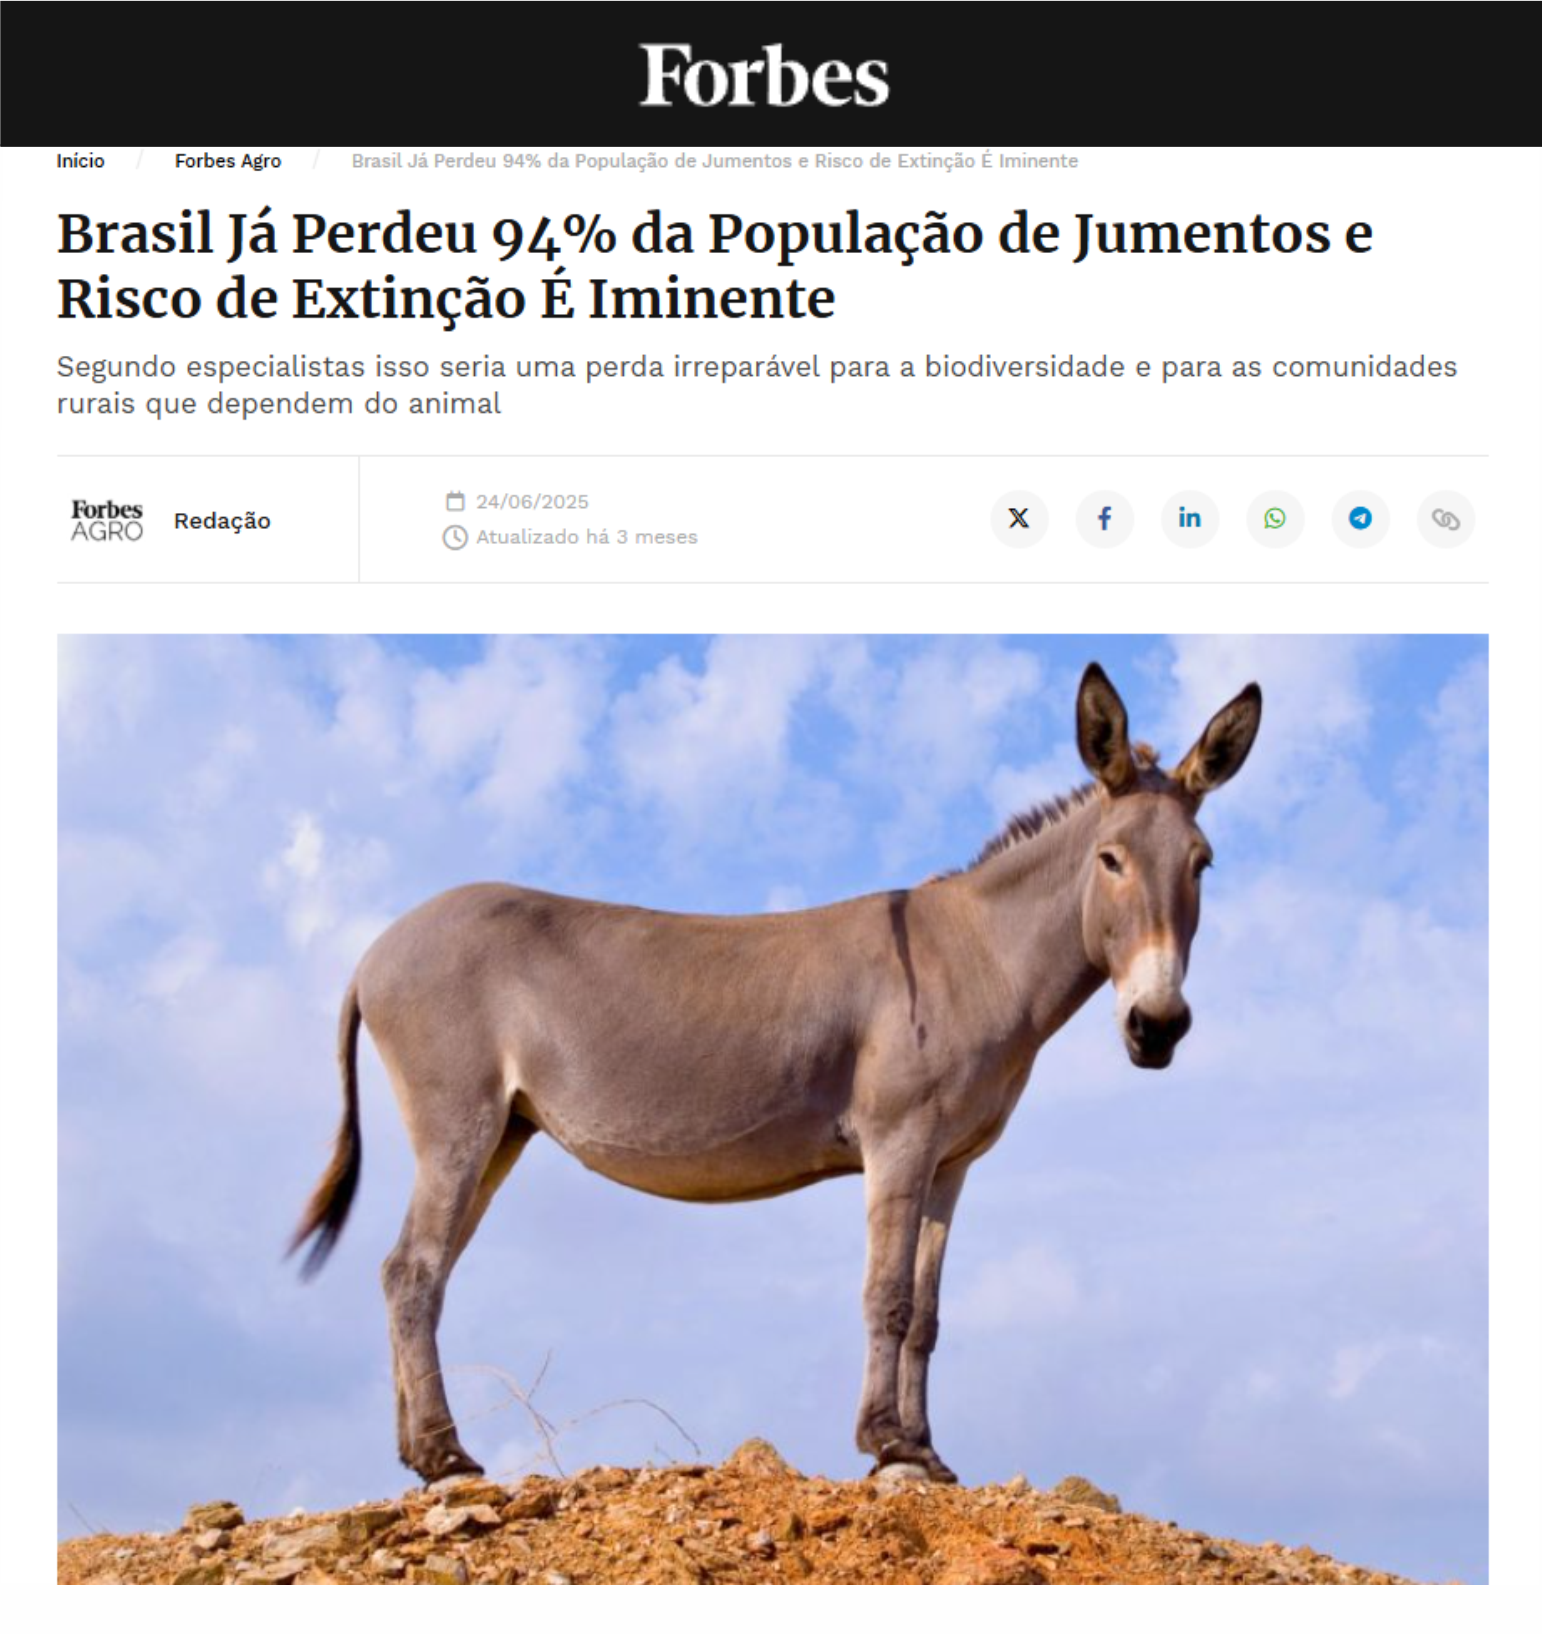 Forbes
Início / Forbes Agro / Brasil Já Perdeu 94% da População de Jumentos e Risco de Extinção É Iminente
Brasil Já Perdeu 94% da População de Jumentos e
Risco de Extinção É Iminente
Segundo especialistas isso seria uma perda irreparável para a biodiversidade e para as comunidades
rurais que dependem do animal
Forbes
AGRO
Redação
24/06/2025
Atualizado há 3 meses